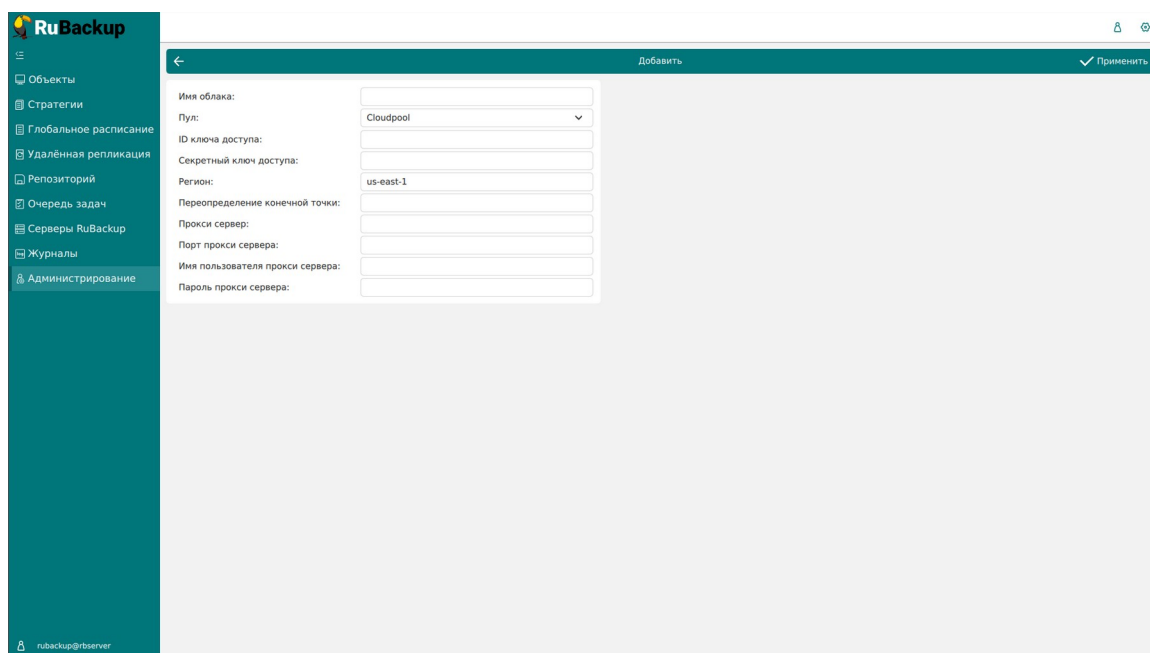 RuBackup
Объекты
Стратегии
Глобальное расписание
Удалённая репликация
Репозиторий
Очередь задач
Серверы RuBackup
Журналы
Администрирование
rubackup@rbserver
Добавить
Применить
Имя облака:
Пул: Cloudpool
ID ключа доступа:
Секретный ключ доступа:
Регион: us-east-1
Переопределение конечной точки:
Прокси сервер:
Порт прокси сервера:
Имя пользователя прокси сервера:
Пароль прокси сервера: